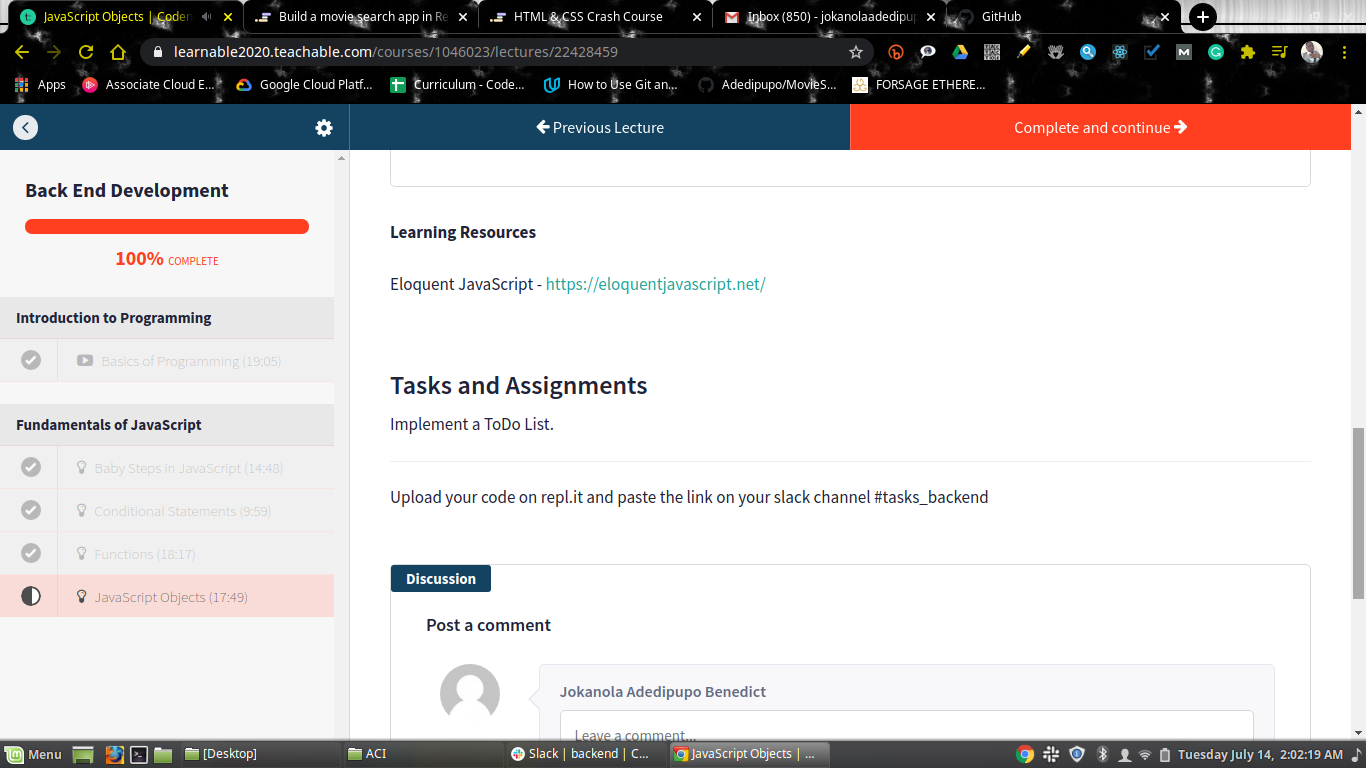 JavaScript Objects | Coden
Build a movie search app in Re
HTML & CSS Crash Course
Inbox (850) - jokanolaadedipup
GitHub
learnable2020.teachable.com/courses/1046023/lectures/22428459
Apps
Associate Cloud E...
Google Cloud Platf...
Curriculum - Code...
How to Use Git an...
Adedipupo/MovieS...
FORSAGE ETHERE...
Previous Lecture
Complete and continue
Back End Development
100% COMPLETE
Introduction to Programming
Basics of Programming (19:05)
Fundamentals of JavaScript
Baby Steps in JavaScript (14:48)
Conditional Statements (9:59)
Functions (18:17)
JavaScript Objects (17:49)
Learning Resources
Eloquent JavaScript - https://eloquentjavascript.net/
Tasks and Assignments
Implement a ToDo List.
Upload your code on repl.it and paste the link on your slack channel #tasks_backend
Discussion
Post a comment
Jokanola Adedipupo Benedict
Leave a comment...
Menu
[Desktop]
ACI
Slack | backend | C...
JavaScript Objects | ...
Tuesday July 14, 2:02:19 AM